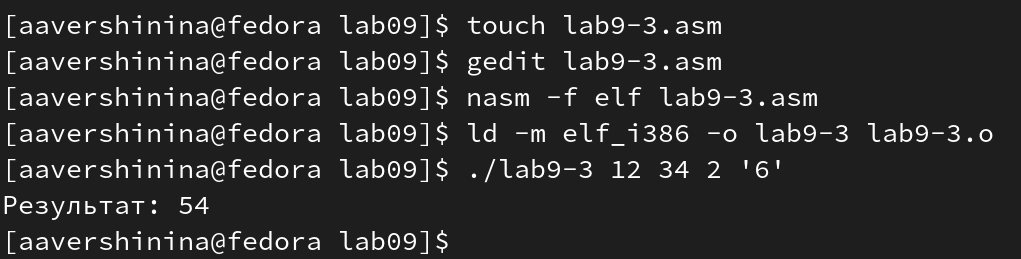 [aavershinina@fedora lab09]$ touch lab9-3.asm
[aavershinina@fedora lab09]$ gedit lab9-3.asm
[aavershinina@fedora lab09]$ nasm -f elf lab9-3.asm
[aavershinina@fedora lab09]$ ld -m elf_i386 -o lab9-3 lab9-3.o
[aavershinina@fedora lab09]$ ./lab9-3 12 34 2 '6'
Результат: 54
[aavershinina@fedora lab09]$